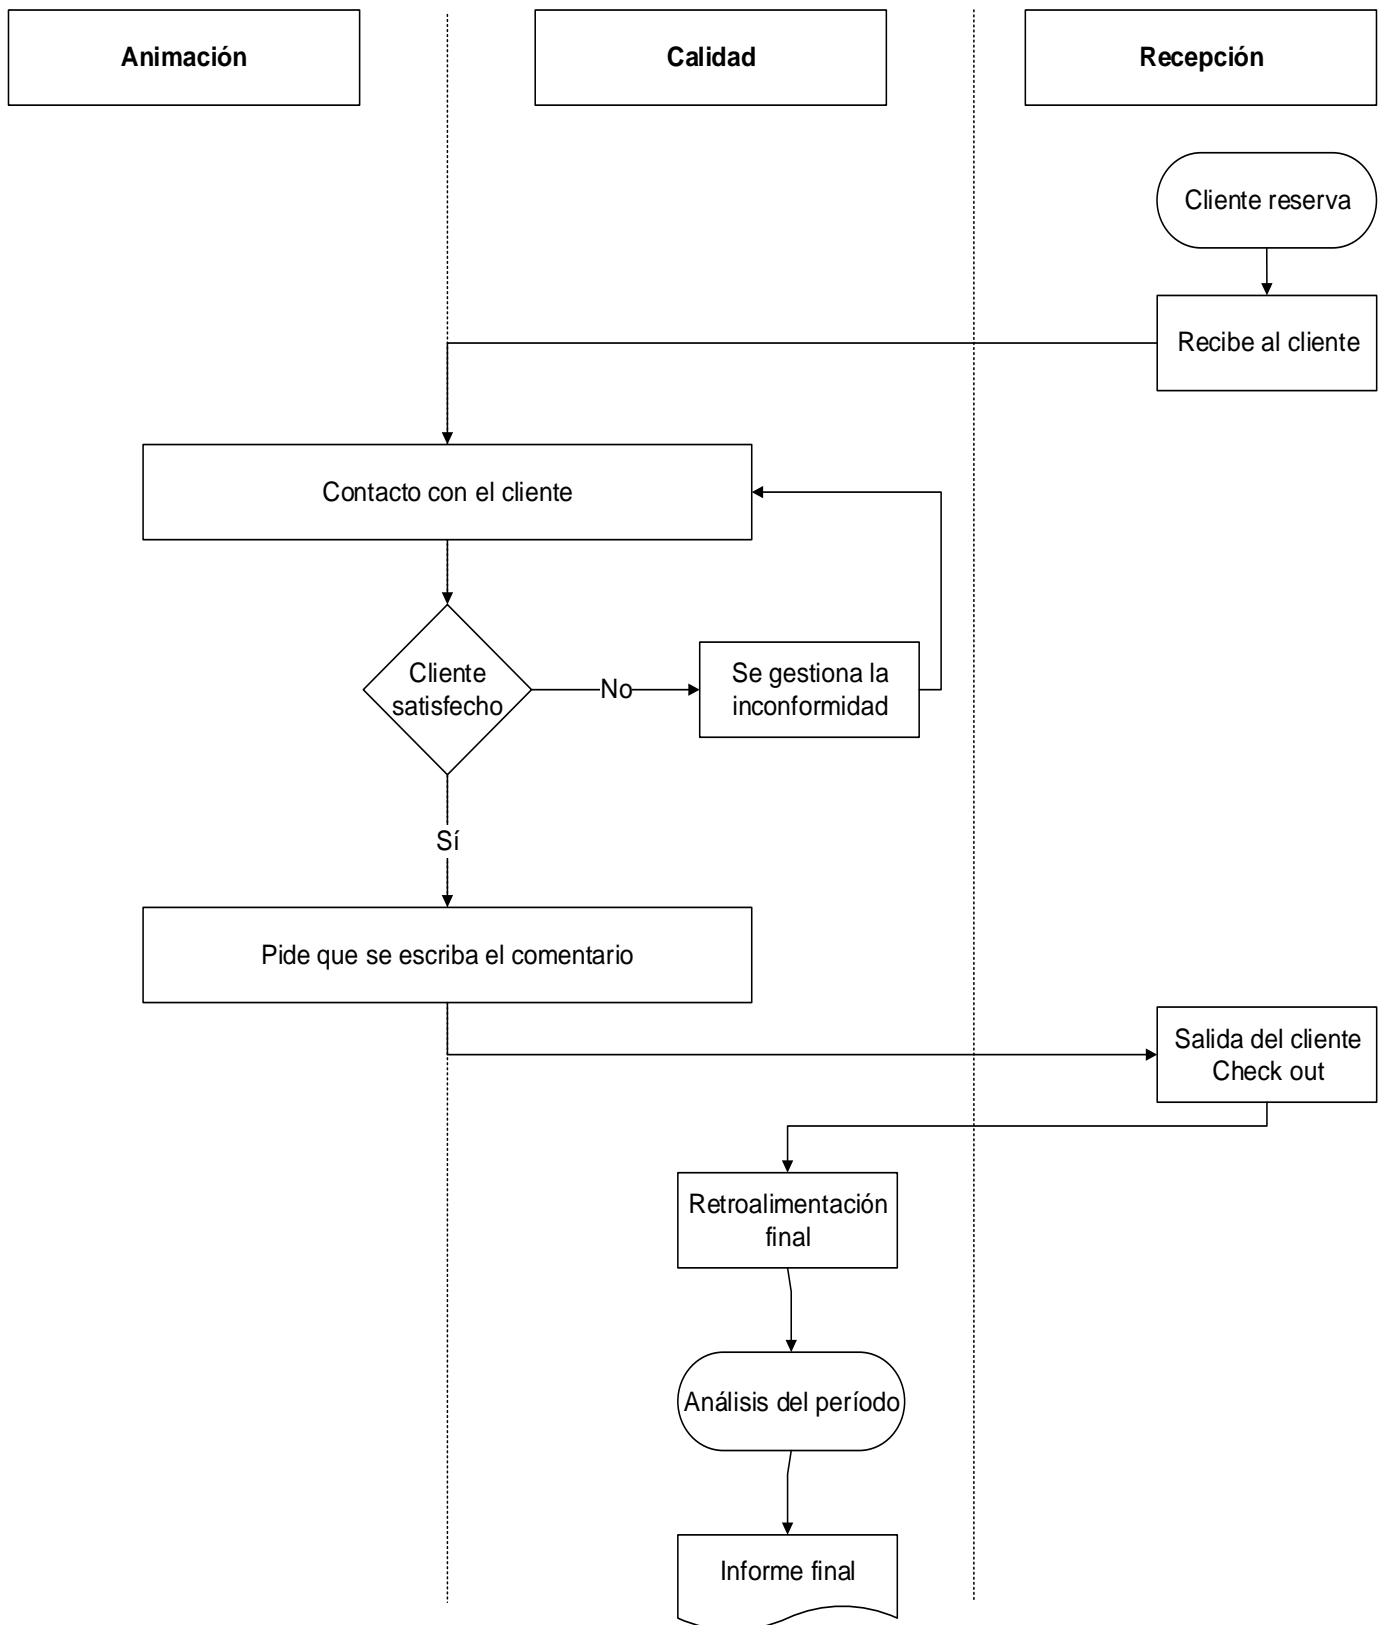 Animación
Calidad
Recepción
Cliente reserva
Recibe al cliente
Contacto con el cliente
Cliente
satisfecho
No
Se gestiona la
inconformidad
Sí
Pide que se escriba el comentario
Salida del cliente
Check out
Retroalimentación
final
Análisis del período
Informe final